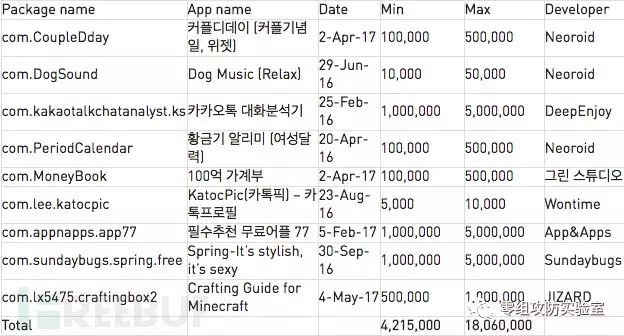 Package name App name Date Min Max Developer
com.CoupleDday 커플디데이 (커플기념일, 위젯) 2-Apr-17 100,000 500,000 Neoroid
com.DogSound Dog Music (Relax) 29-Jun-16 10,000 50,000 Neoroid
com.kakaotalkchatanalyst.ks 카카오톡 대화분석기 25-Feb-16 1,000,000 5,000,000 DeepEnjoy
com.PeriodCalendar 황금기 알리미 (여성달력) 20-Apr-16 100,000 500,000 Neoroid
com.MoneyBook 100억 가계부 2-Apr-17 100,000 500,000 그린 스튜디오
com.lee.katocpic KatocPic(카톡픽) – 카톡프로필 23-Aug-16 5,000 10,000 Wontime
com.appnapps.app77 필수추천 무료어플 77 5-Feb-17 1,000,000 5,000,000 App&Apps
com.sundaybugs.spring.free Spring-It's stylish, it's sexy 30-Sep-16 1,000,000 5,000,000 Sundaybugs
com.lx5475.craftingbox2 Crafting Guide for Minecraft 4-May-17 500,000 1,000,000 JIZARD
Total 4,215,000 18,060,000
REEBUF
零组攻防实验室